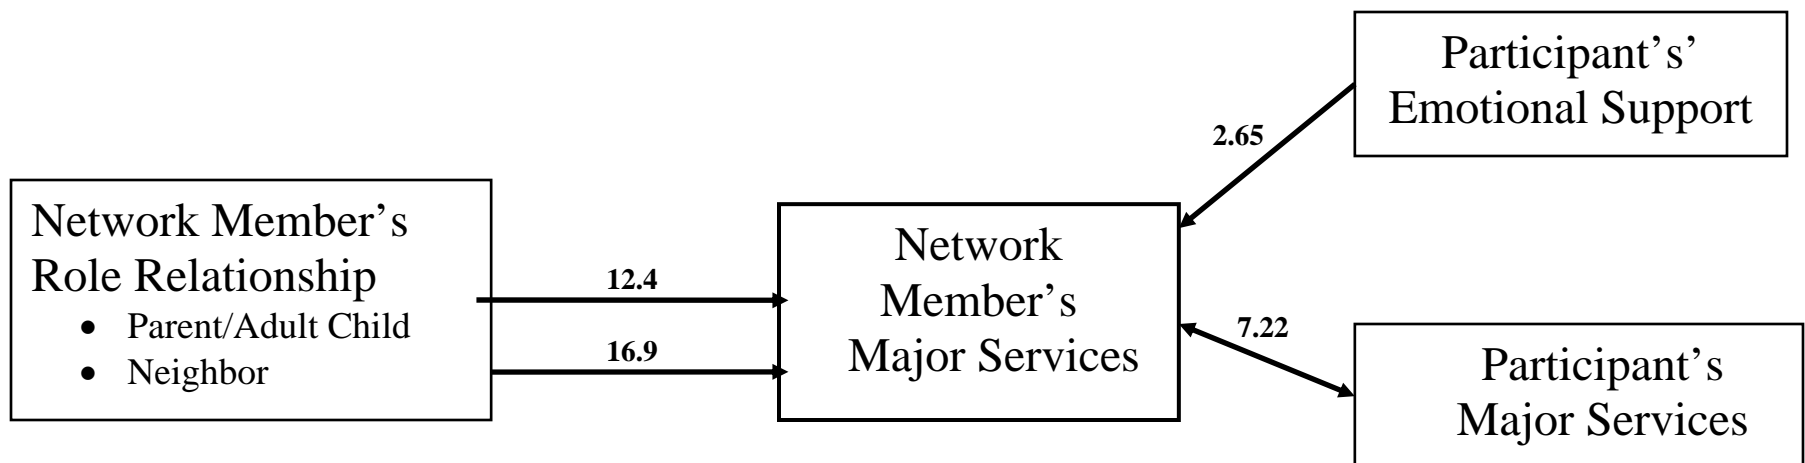 Participant’s’
Emotional Support
2.65
Network Member’s
Role Relationship
• Parent/Adult Child
• Neighbor
12.4
16.9
Network
Member’s
Major Services
7.22
Participant’s
Major Services